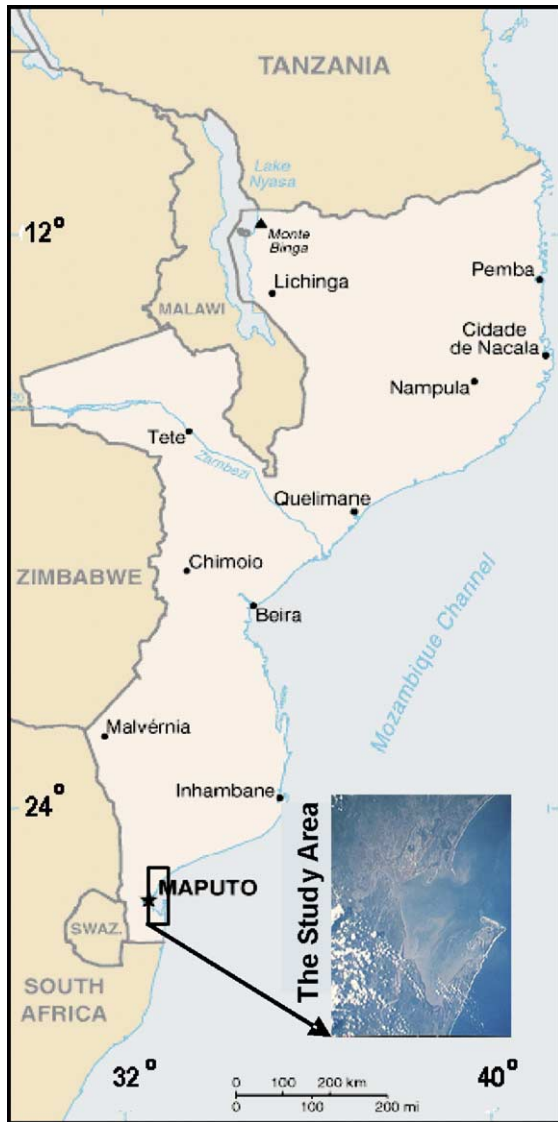 TANZANIA
Lake
Nyasa
12°
Monte
Binga
Lichinga
Pemba
MALAWI
Cidade
de Nacala
Nampula
Tete
Zambezi
Quelimane
ZIMBABWE
Chimoio
Beira
Mozambique Channel
Malvérnia
Inhambane
24°
MAPUTO
The Study Area
SWAZ.
SOUTH
AFRICA
32°
40°
0 100 200 km
0 100 200 mi